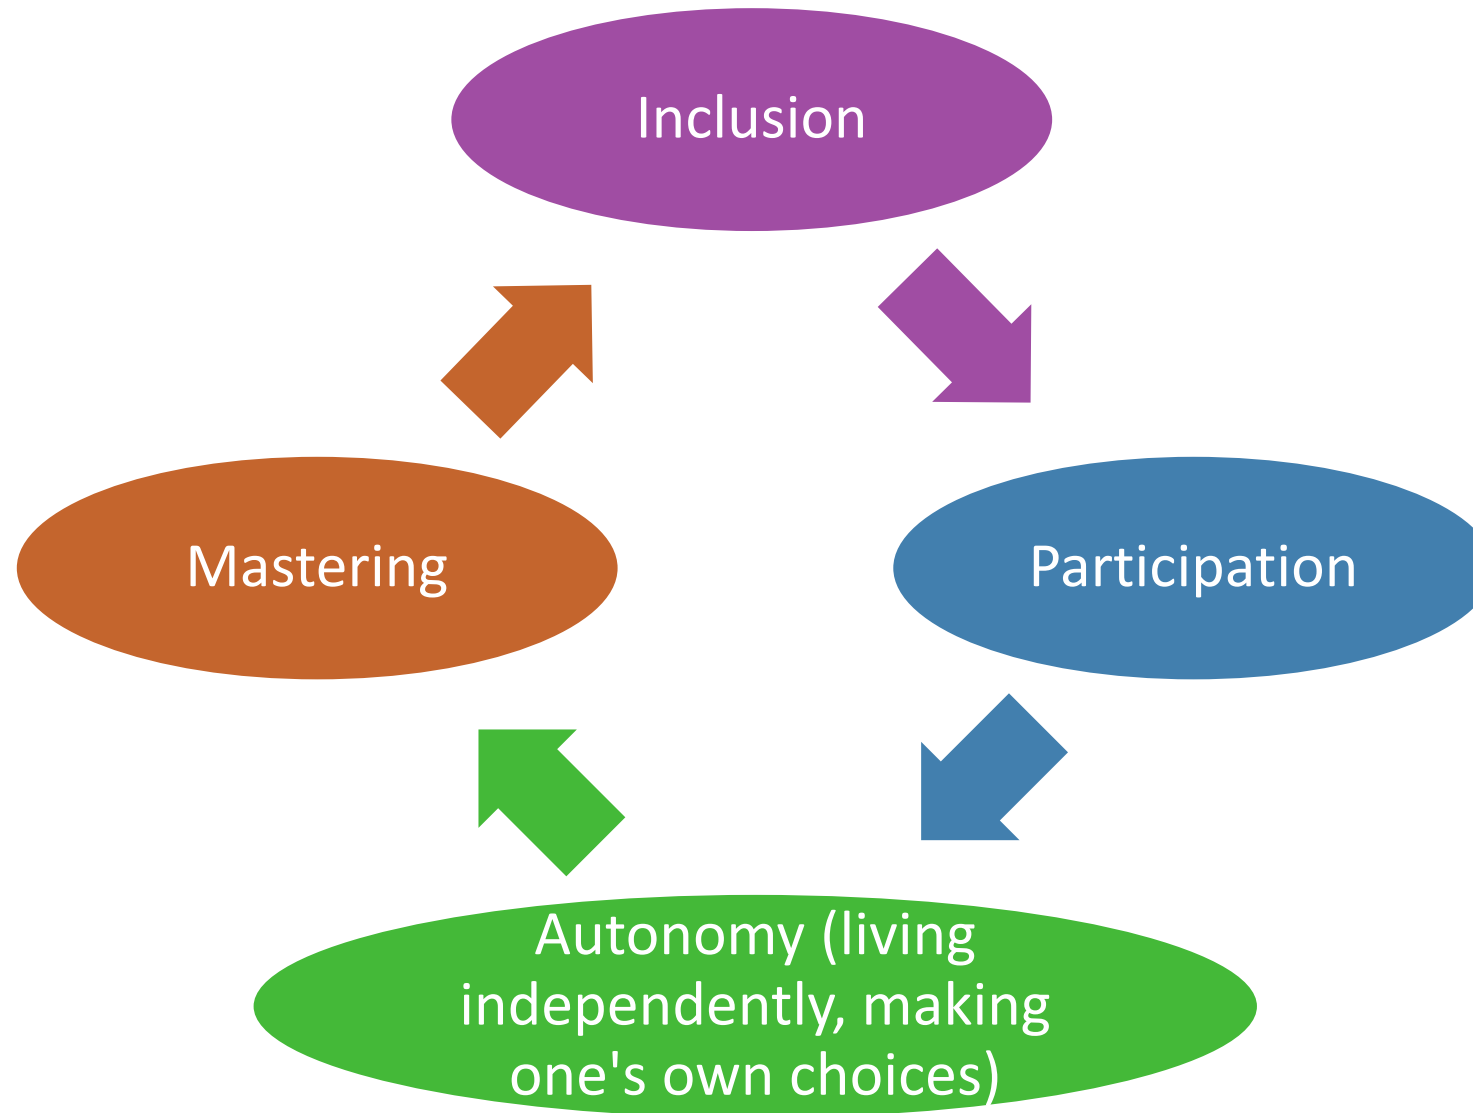 Inclusion
Mastering
Participation
Autonomy (living
independently, making
one's own choices)